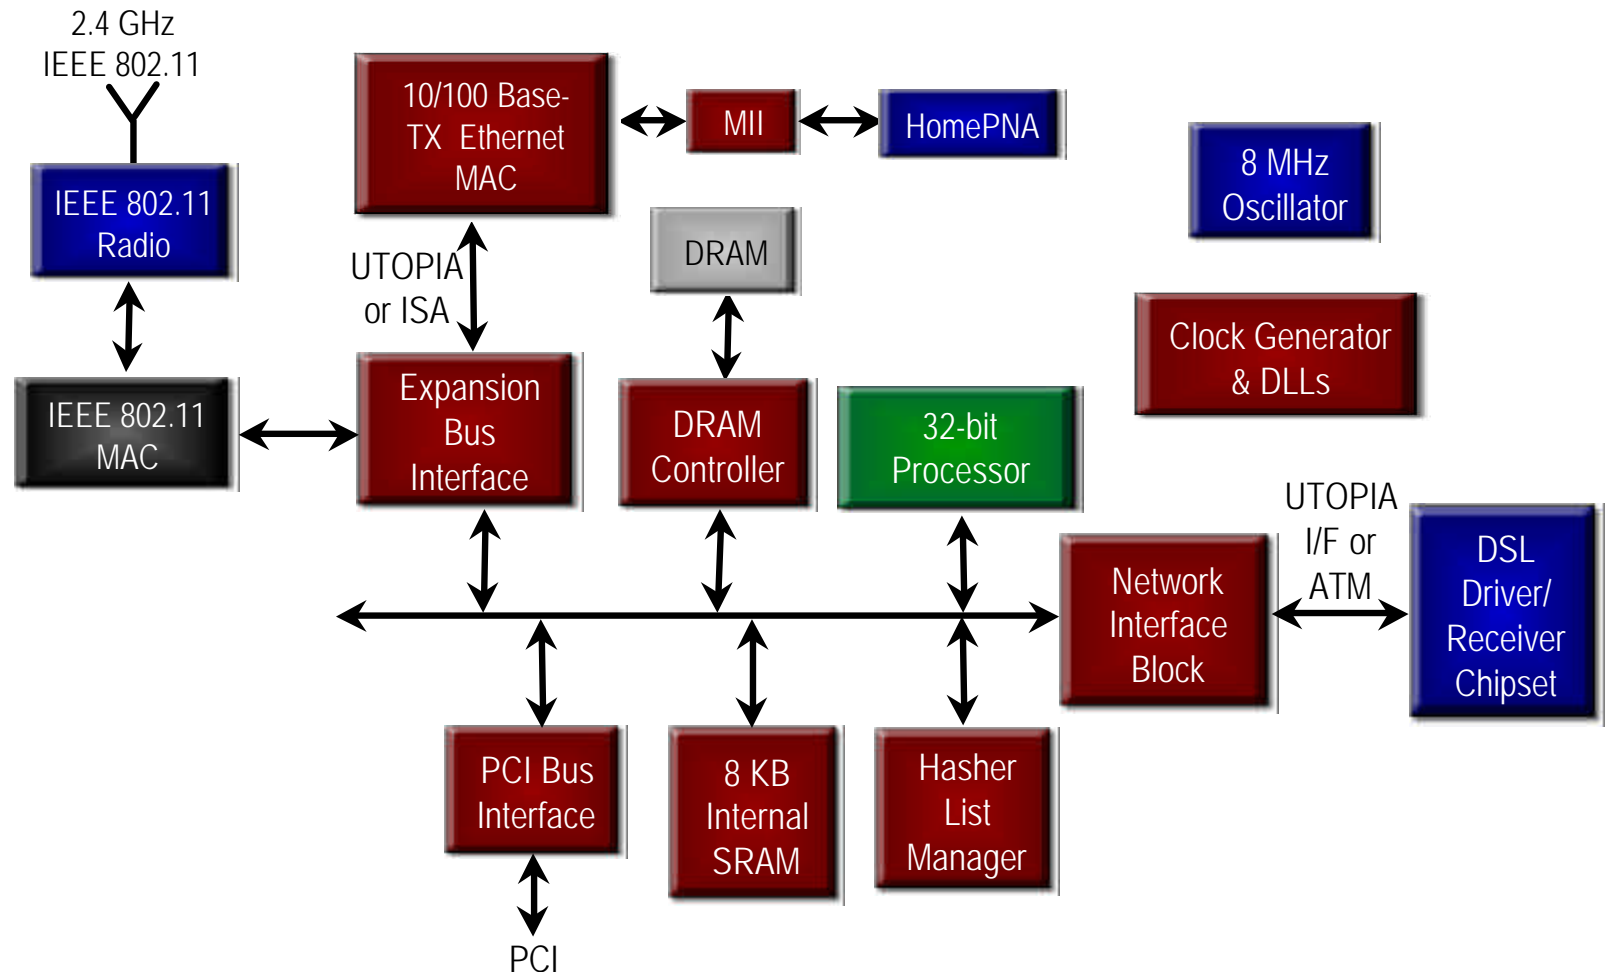 2.4 GHz
IEEE 802.11
10/100 Base-
TX Ethernet
MAC
MII
HomePNA
8 MHz
Oscillator
IEEE 802.11
Radio
DRAM
UTOPIA
or ISA
Clock Generator
& DLLs
IEEE 802.11
MAC
Expansion
Bus
Interface
DRAM
Controller
32-bit
Processor
UTOPIA
I/F or
ATM
Network
Interface
Block
DSL
Driver/
Receiver
Chipset
PCI Bus
Interface
8 KB
Internal
SRAM
Hasher
List
Manager
PCI